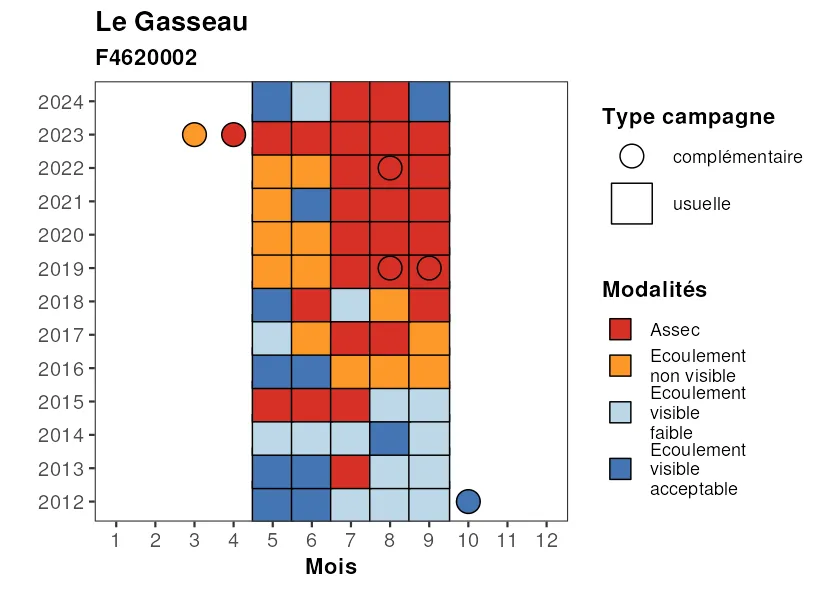 Le Gasseau
F4620002
2024
2023
2022
2021
2020
2019
2018
2017
2016
2015
2014
2013
2012
1 2 3 4 5 6 7 8 9 10 11 12
Mois
Type campagne
complémentaire
usuelle
Modalités
Assec
Ecoulement
non visible
Ecoulement
visible
faible
Ecoulement
visible
acceptable